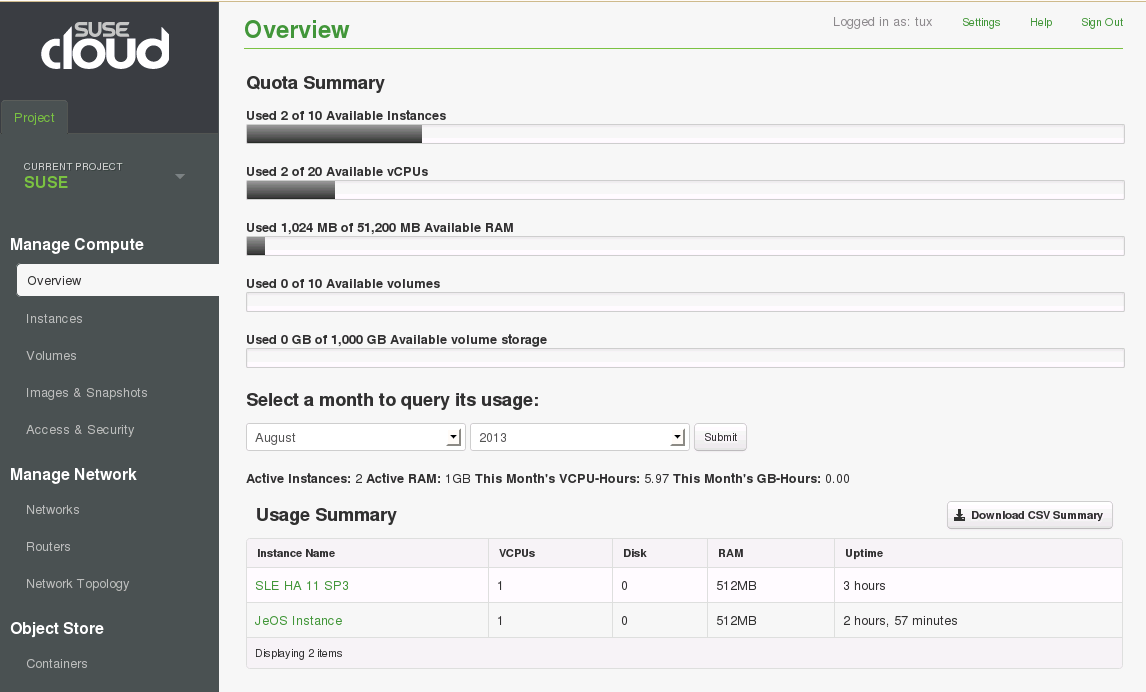 SUSE
cloud
Project
CURRENT PROJECT
SUSE
Manage Compute
Overview
Instances
Volumes
Images & Snapshots
Access & Security
Manage Network
Networks
Routers
Network Topology
Object Store
Containers
Overview
Logged in as: tux Settings Help Sign Out
Quota Summary
Used 2 of 10 Available Instances
Used 2 of 20 Available vCPUs
Used 1,024 MB of 51,200 MB Available RAM
Used 0 of 10 Available volumes
Used 0 GB of 1,000 GB Available volume storage
Select a month to query its usage:
August 2013 Submit
Active Instances: 2 Active RAM: 1GB This Month's VCPU-Hours: 5.97 This Month's GB-Hours: 0.00
Usage Summary Download CSV Summary
Instance Name VCPUs Disk RAM Uptime
SLE HA 11 SP3 1 0 512MB 3 hours
JeOS Instance 1 0 512MB 2 hours, 57 minutes
Displaying 2 items